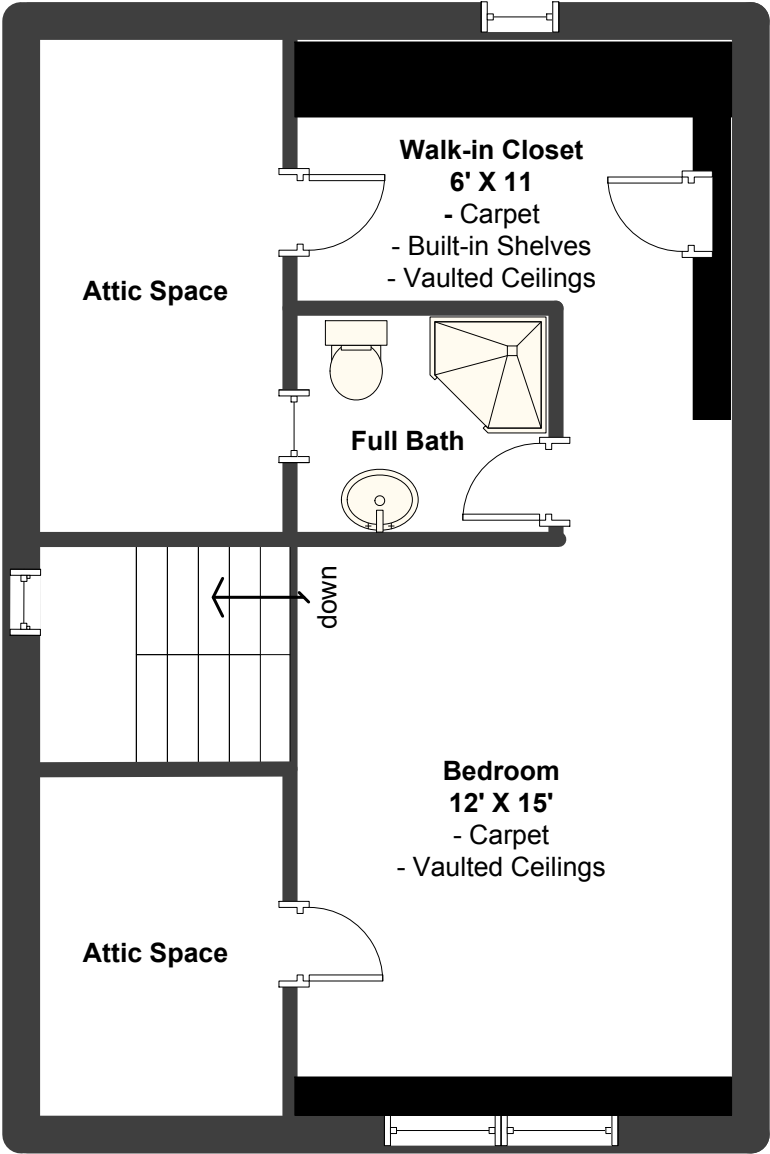 Walk-in Closet
6' X 11
- Carpet
- Built-in Shelves
- Vaulted Ceilings
Attic Space
Full Bath
down
Bedroom
12' X 15'
- Carpet
- Vaulted Ceilings
Attic Space